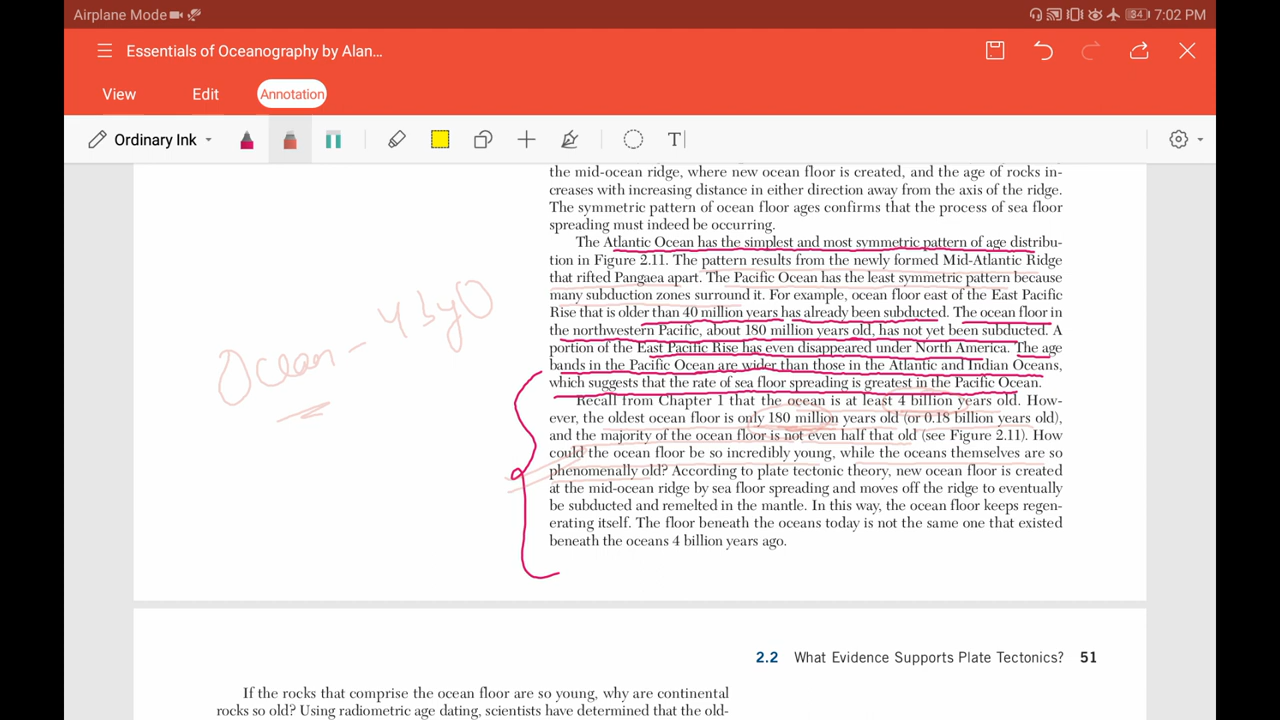 Airplane Mode
34 7:02 PM
Essentials of Oceanography by Alan...
View Edit Annotation
Ordinary Ink
T
the mid-ocean ridge, where new ocean floor is created, and the age of rocks in-
creases with increasing distance in either direction away from the axis of the ridge.
The symmetric pattern of ocean floor ages confirms that the process of sea floor
spreading must indeed be occurring.
The Atlantic Ocean has the simplest and most symmetric pattern of age distribu-
tion in Figure 2.11. The pattern results from the newly formed Mid-Atlantic Ridge
that rifted Pangaea apart. The Pacific Ocean has the least symmetric pattern because
many subduction zones surround it. For example, ocean floor east of the East Pacific
Rise that is older than 40 million years has already been subducted. The ocean floor in
the northwestern Pacific, about 180 million years old, has not yet been subducted. A
portion of the East Pacific Rise has even disappeared under North America. The age
bands in the Pacific Ocean are wider than those in the Atlantic and Indian Oceans,
which suggests that the rate of sea floor spreading is greatest in the Pacific Ocean.
Recall from Chapter 1 that the ocean is at least 4 billion years old. How-
ever, the oldest ocean floor is only 180 million years old (or 0.18 billion years old),
and the majority of the ocean floor is not even half that old (see Figure 2.11). How
could the ocean floor be so incredibly young, while the oceans themselves are so
phenomenally old? According to plate tectonic theory, new ocean floor is created
at the mid-ocean ridge by sea floor spreading and moves off the ridge to eventually
be subducted and remelted in the mantle. In this way, the ocean floor keeps regen-
erating itself. The floor beneath the oceans today is not the same one that existed
beneath the oceans 4 billion years ago.
Ocean - 4 byO
2.2 What Evidence Supports Plate Tectonics? 51
If the rocks that comprise the ocean floor are so young, why are continental
rocks so old? Using radiometric age dating, scientists have determined that the old-